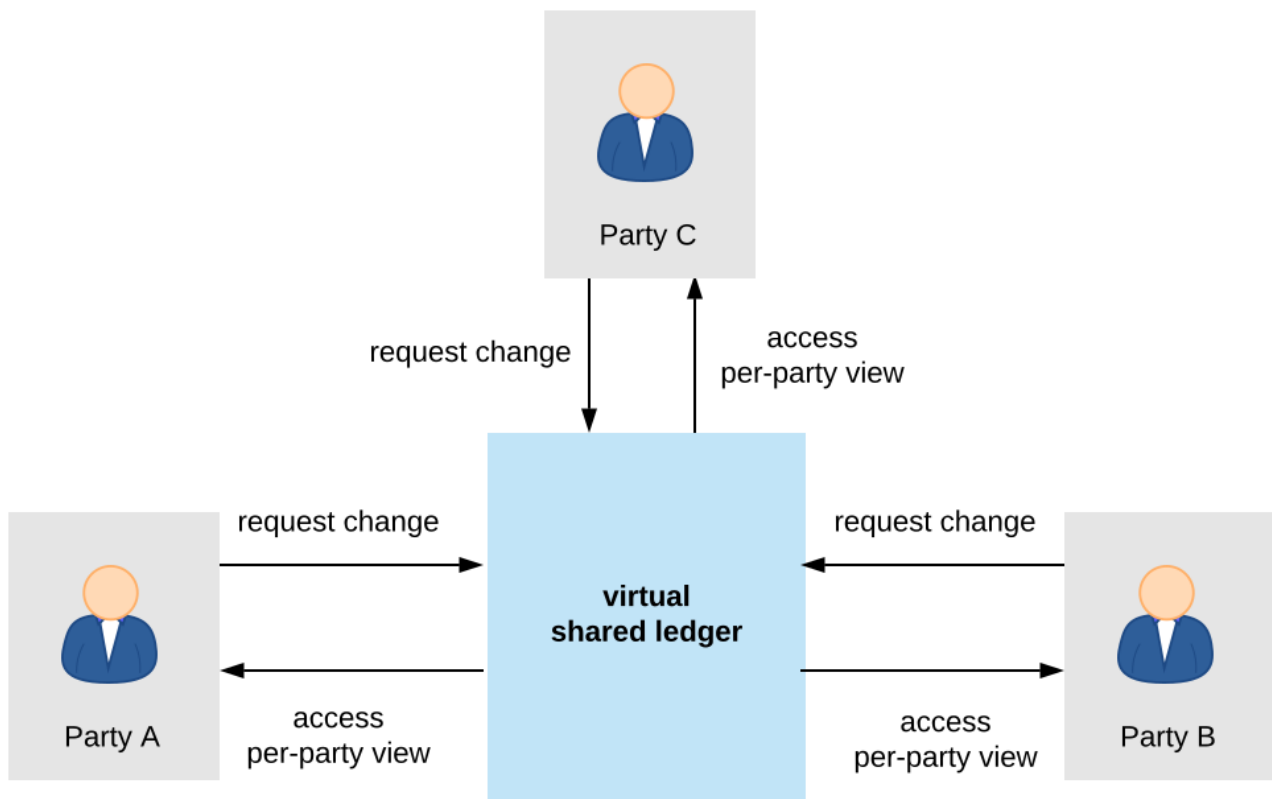 Party C
request change
access
per-party view
request change
request change
virtual
shared ledger
Party A
access
per-party view
access
per-party view
Party B